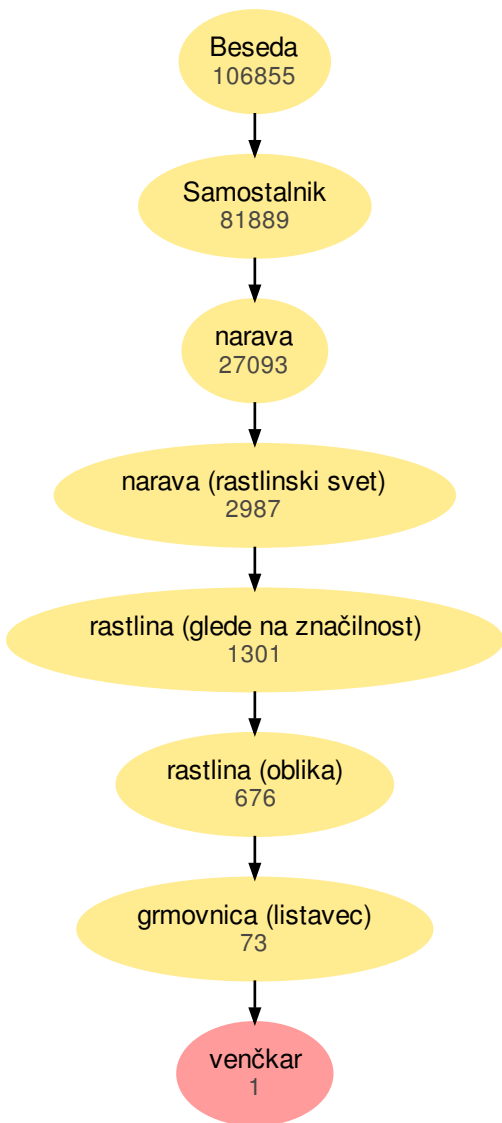 Beseda
106855
Samostalnik
81889
narava
27093
narava (rastlinski svet)
2987
rastlina (glede na značilnost)
1301
rastlina (oblika)
676
grmovnica (listavec)
73
venčkar
1